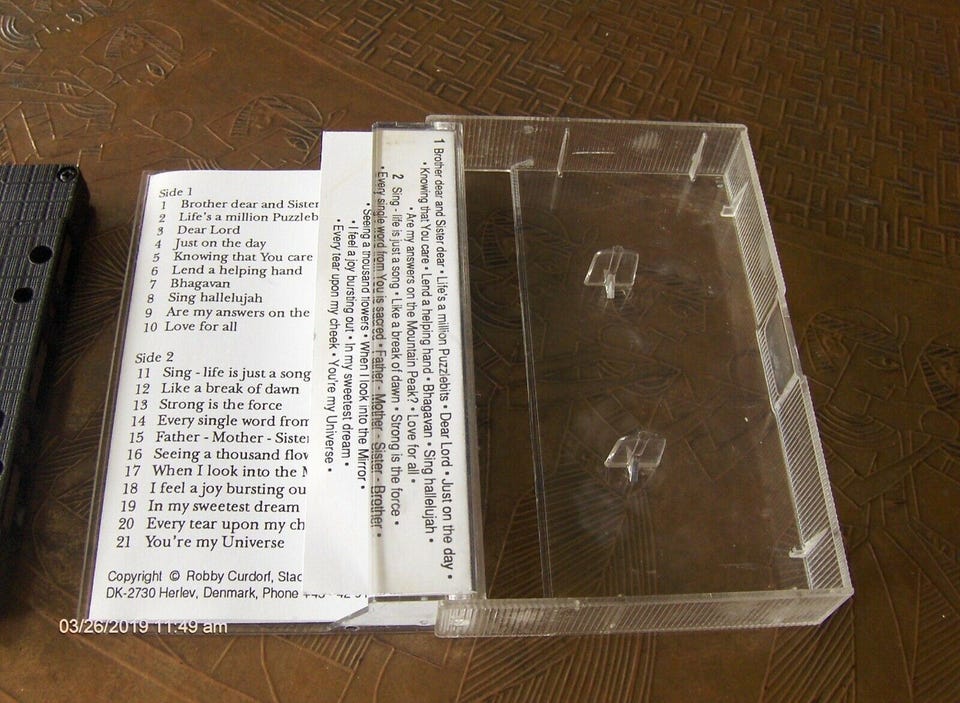 Side 1
1 Brother dear and Sister
2 Life's a million Puzzleb
3 Dear Lord
4 Just on the day
5 Knowing that You care
6 Lend a helping hand
7 Bhagavan
8 Sing hallelujah
9 Are my answers on the
10 Love for all
Side 2
11 Sing - life is just a song
12 Like a break of dawn
13 Strong is the force
14 Every single word from
15 Father - Mother - Sister
16 Seeing a thousand flow
17 When I look into the
18 I feel a joy bursting ou
19 In my sweetest dream
20 Every tear upon my ch
21 You're my Universe
Copyright © Robby Curdorf, Stac
DK-2730 Herlev, Denmark, Phone
1 Brother dear and Sister dear • Life's a million Puzzlebits • Dear Lord • Just on the day •
• Knowing that You care • Lend a helping hand • Bhagavan • Sing hallelujah •
• Are my answers on the Mountain Peak? • Love for all •
2 Sing - life is just a song • Like a break of dawn • Strong is the force •
• Every single word from You is sacred • Father - Mother - Sister - Brother •
• Seeing a thousand flowers • When I look into the Mirror •
• I feel a joy bursting out • In my sweetest dream •
• Every tear upon my cheek • You're my Universe •
03/26/2019 11:49 am